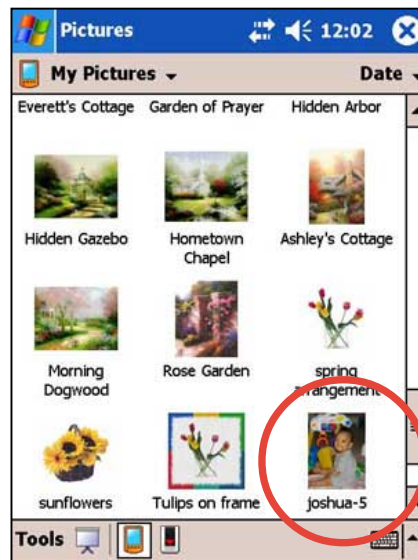 Pictures 12:02
My Pictures Date
Everett's Cottage Garden of Prayer Hidden Arbor
Hidden Gazebo Hometown Ashley's Cottage
Chapel
Morning Rose Garden spring
Dogwood arrangement
sunflowers Tulips on frame joshua-5
Tools